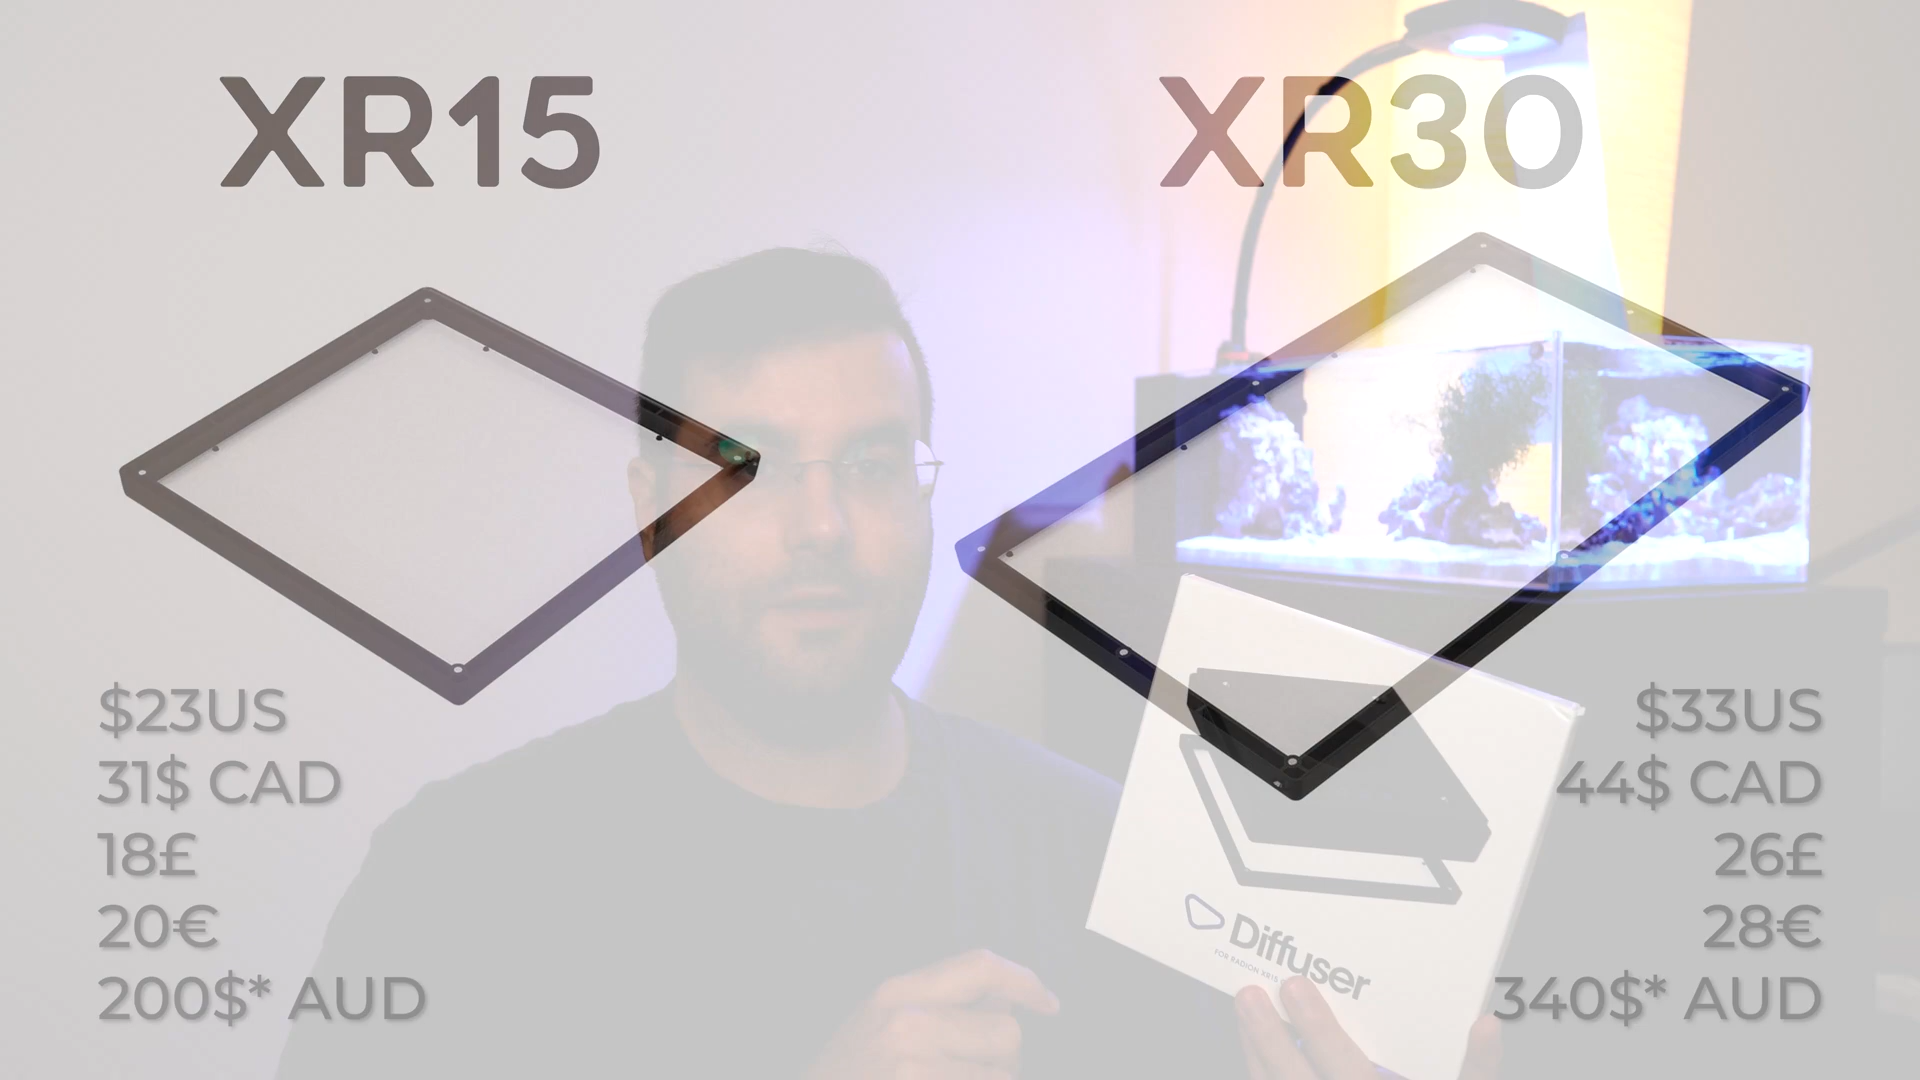 XR15
XR30
$23US
31$ CAD
18£
20€
200$* AUD
$33US
44$ CAD
26£
28€
340$* AUD
Diffuser
FOR RADION XR15